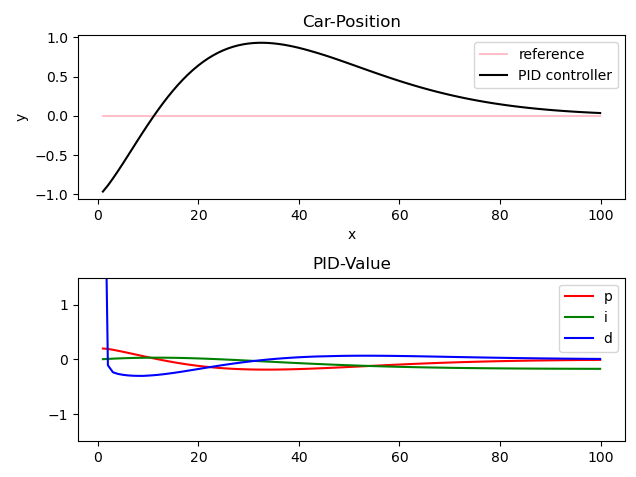 Car-Position
1.0
0.5
0.0
−0.5
−1.0
y
reference
PID controller
0 20 40 60 80 100
x
PID-Value
1
0
−1
p
i
d
0 20 40 60 80 100